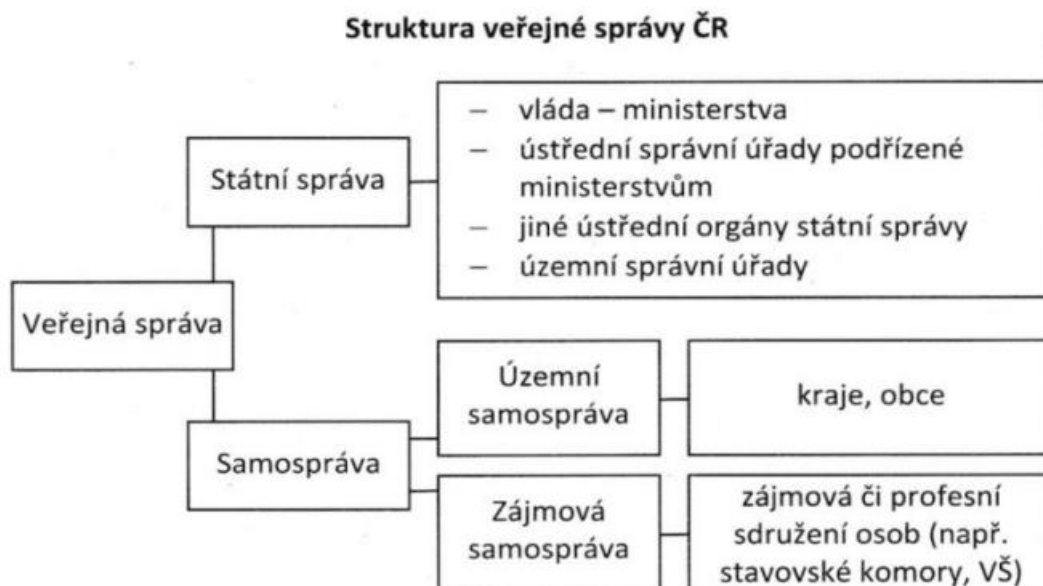 Struktura veřejné správy ČR
Veřejná správa
Státní správa
– vláda – ministerstva
– ústřední správní úřady podřízené
ministerstvům
– jiné ústřední orgány státní správy
– územní správní úřady
Samospráva
Územní
samospráva
kraje, obce
Zájmová
samospráva
zájmová či profesní
sdružení osob (např.
stavovské komory, VŠ)